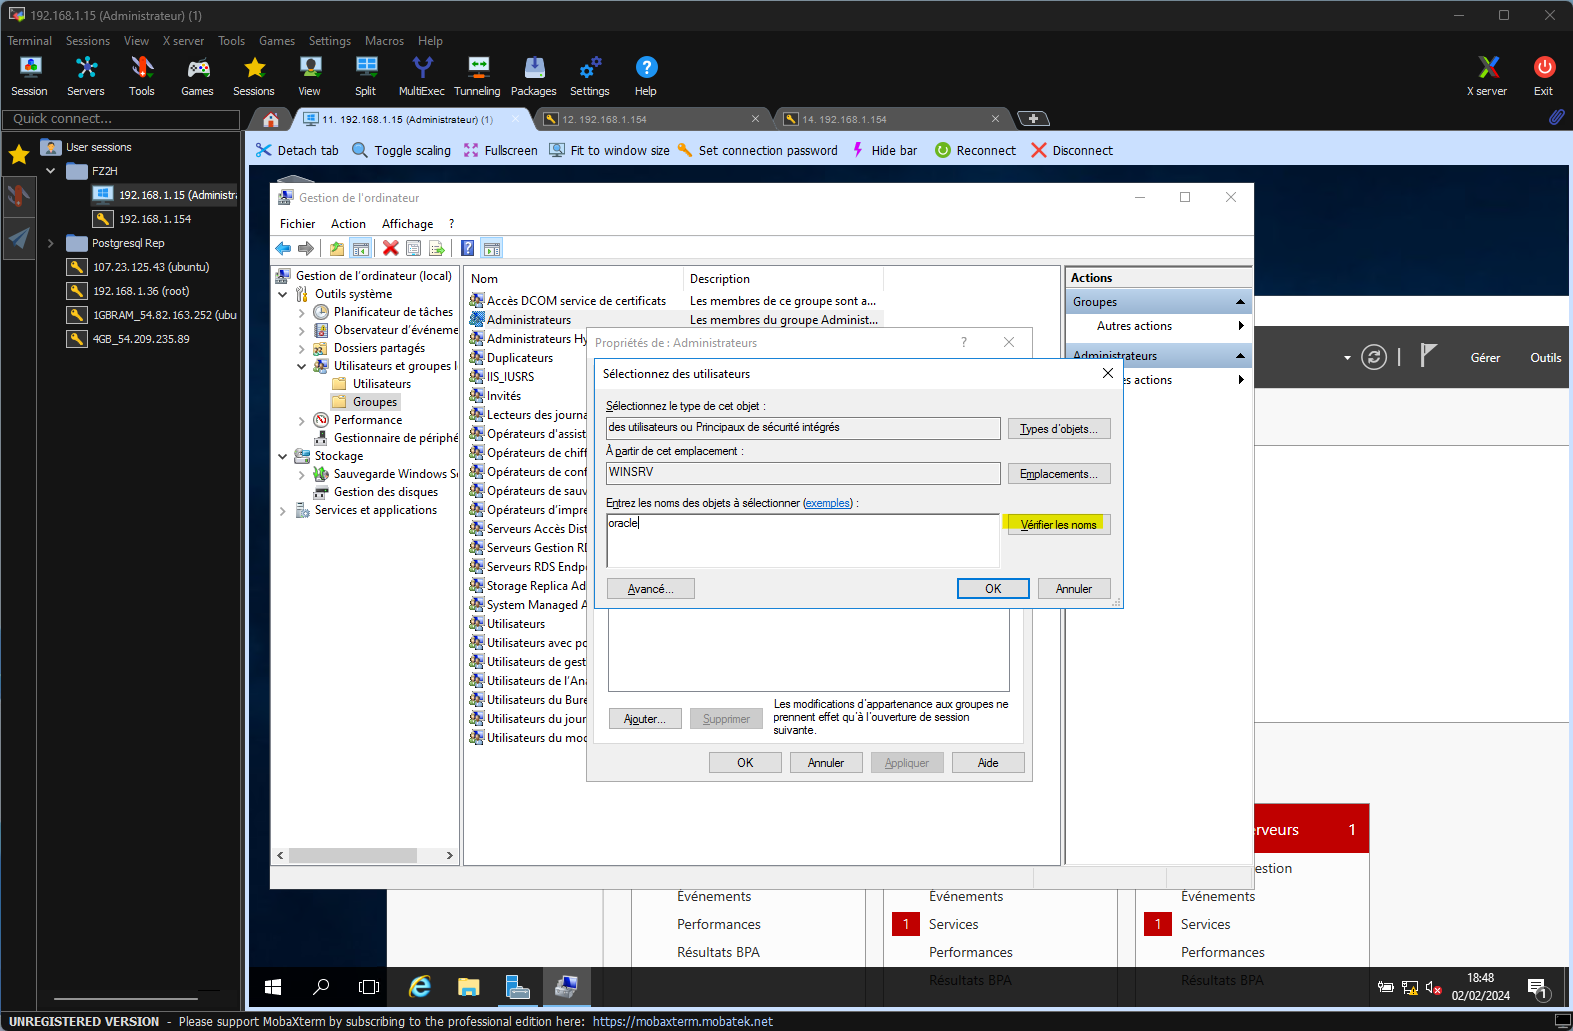 192.168.1.15 (Administrateur) (1)
Terminal Sessions View X server Tools Games Settings Macros Help
Session Servers Tools Games Sessions View Split MultiExec Tunneling Packages Settings Help X server Exit
Quick connect...
11. 192.168.1.15 (Administrateur) (1)
12. 192.168.1.154
14. 192.168.1.154
Detach tab Toggle scaling Fullscreen Fit to window size Set connection password Hide bar Reconnect Disconnect
User sessions
FZ2H
192.168.1.15 (Administra
192.168.1.154
Postgresql Rep
107.23.125.43 (ubuntu)
192.168.1.36 (root)
1GBRAM_54.82.163.252 (ubu
4GB_54.209.235.89
Gestion de l'ordinateur
Fichier Action Affichage ?
Gestion de l'ordinateur (local)
Outils système
Planificateur de tâches
Observateur d'événeme
Dossiers partagés
Utilisateurs et groupes l
Utilisateurs
Groupes
Performance
Gestionnaire de périphé
Stockage
Sauvegarde Windows Se
Gestion des disques
Services et applications
Nom Description
Accès DCOM service de certificats Les membres de ce groupe sont a...
Administrateurs Les membres du groupe Administ...
Administrateurs Hy
Duplicateurs
IIS_IUSRS
Invités
Lecteurs des journa
Opérateurs d'assist
Opérateurs de chiff
Opérateurs de conf
Opérateurs de sauv
Opérateurs d'impre
Serveurs Accès Dist
Serveurs Gestion RD
Serveurs RDS Endp
Storage Replica Ad
System Managed A
Utilisateurs
Utilisateurs avec po
Utilisateurs de gest
Utilisateurs de l'Ana
Utilisateurs du Bure
Utilisateurs du jour
Utilisateurs du mod
Actions
Groupes
Autres actions
Administrateurs
es actions
Propriétés de : Administrateurs
?
Sélectionnez des utilisateurs
Sélectionnez le type de cet objet :
des utilisateurs ou Principaux de sécurité intégrés
Types d'objets...
À partir de cet emplacement :
WINSRV
Emplacements...
Entrez les noms des objets à sélectionner (exemples) :
oracle
Vérifier les noms
Avancé... OK Annuler
Ajouter... Supprimer
Les modifications d'appartenance aux groupes ne
prennent effet qu'à l'ouverture de session
suivante.
OK Annuler Appliquer Aide
Gérer Outils
erveurs 1
estion
Événements
Performances
Résultats BPA
Événements
1 Services
Performances
Résultats BPA
Événements
1 Services
Performances
Résultats BPA
18:48
02/02/2024
1
UNREGISTERED VERSION - Please support MobaXterm by subscribing to the professional edition here: https://mobaxterm.mobatek.net